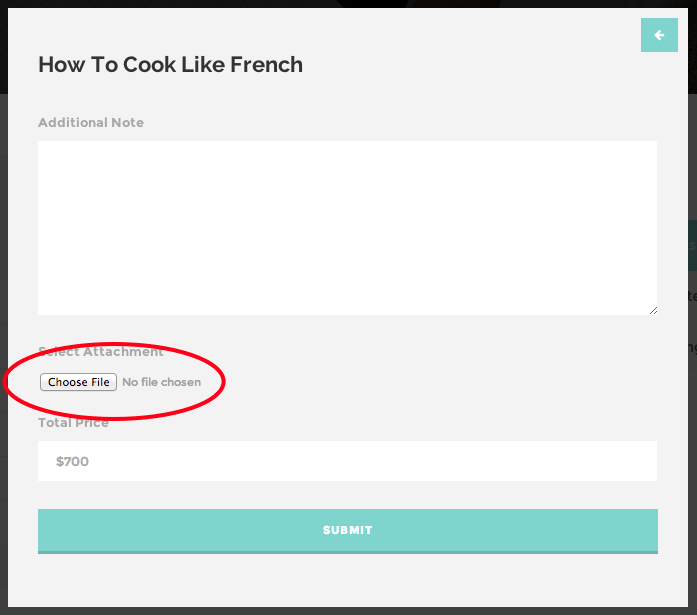 How To Cook Like French
Additional Note
Select Attachment
Choose File No file chosen
Total Price
$700
SUBMIT